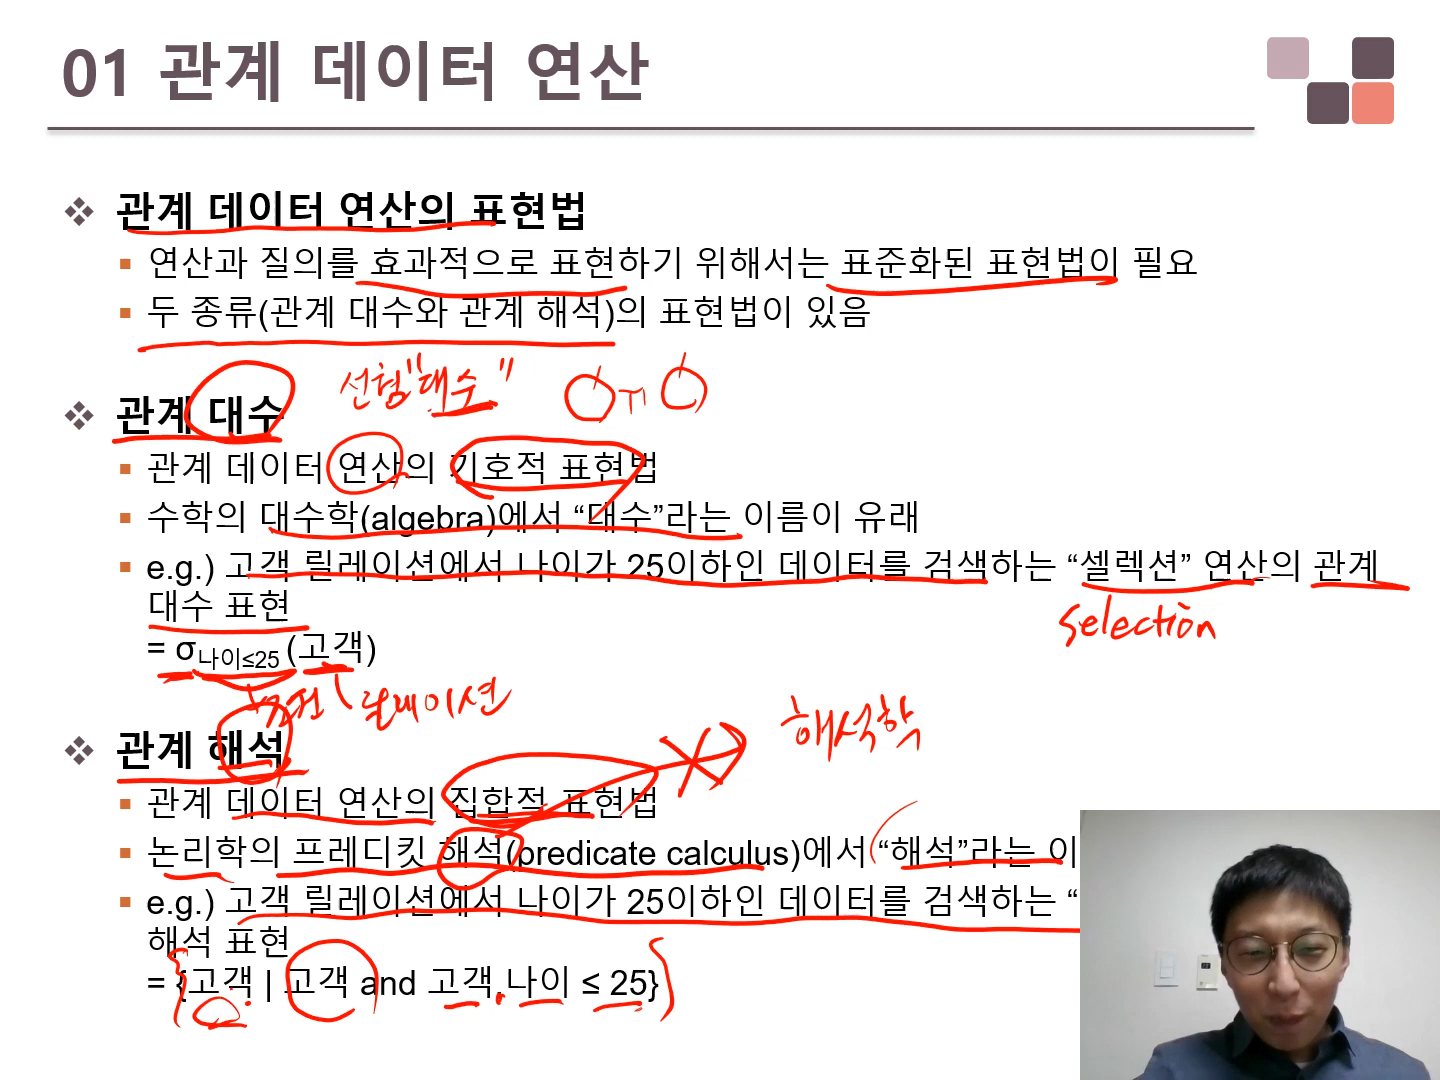 01 관계 데이터 연산
❖ 관계 데이터 연산의 표현법
▪ 연산과 질의를 효과적으로 표현하기 위해서는 표준화된 표현법이 필요
▪ 두 종류(관계 대수와 관계 해석)의 표현법이 있음
선형 "대수"
❖ 관계 대수
▪ 관계 데이터 연산의 기호적 표현법
▪ 수학의 대수학(algebra)에서 “대수”라는 이름이 유래
▪ e.g.) 고객 릴레이션에서 나이가 25이하인 데이터를 검색하는 “셀렉션” 연산의 관계
대수 표현
selection
= σ나이≤25 (고객)
조건 릴레이션
해석학
❖ 관계 해석
▪ 관계 데이터 연산의 집합적 표현법
▪ 논리학의 프레디킷 해석(predicate calculus)에서 “해석”라는 이
▪ e.g.) 고객 릴레이션에서 나이가 25이하인 데이터를 검색하는 “
해석 표현
= {고객 | 고객 and 고객.나이 ≤ 25}